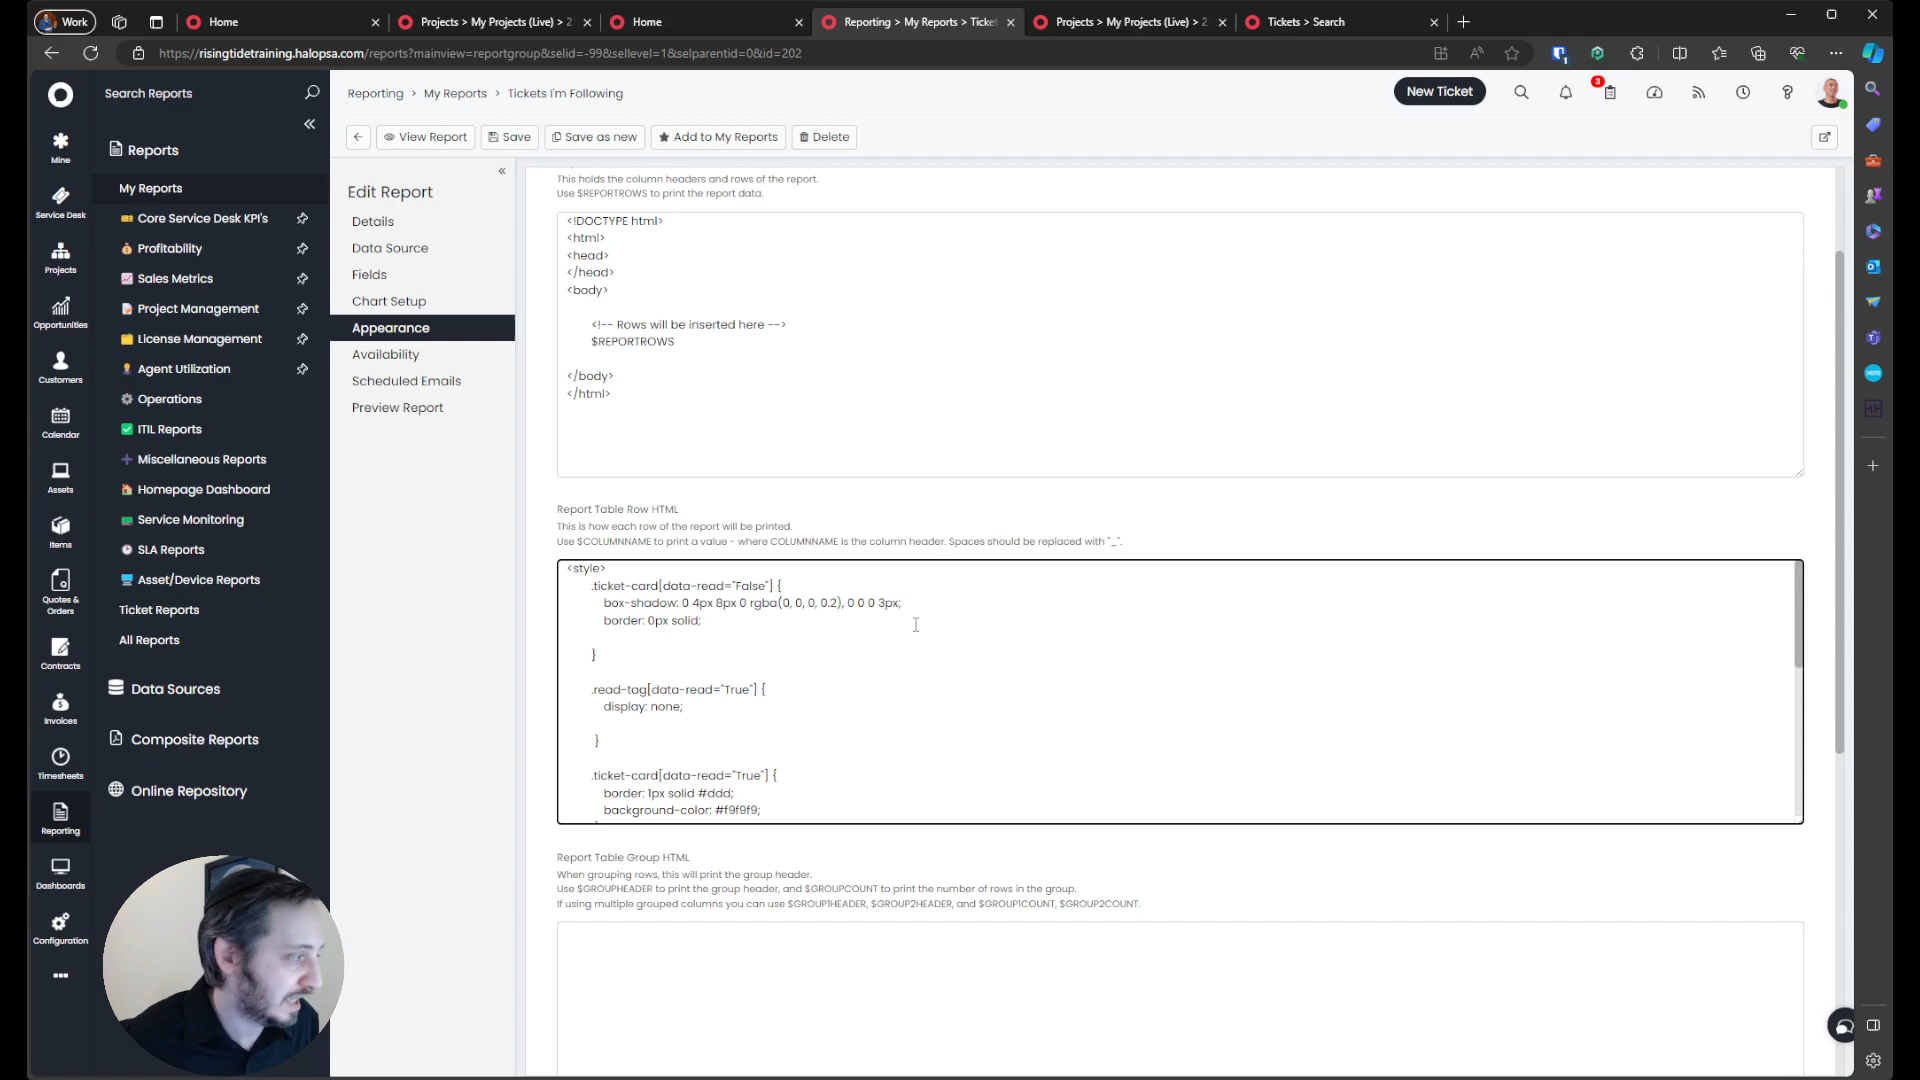 Work
Home
Projects > My Projects (Live) > 2
Home
Reporting > My Reports > Ticke
Projects > My Projects (Live) > 2
Tickets > Search
https://risingtidetraining.halopsa.com/reports?mainview=reportgroup&selid=-99&sellevel=1&selparentid=0&id=202
Search Reports
Reporting > My Reports > Tickets I'm Following
New Ticket
3
View Report
Save
Save as new
Add to My Reports
Delete
Mine
Service Desk
Projects
Opportunities
Customers
Calendar
Assets
Items
Quotes & Orders
Contracts
Invoices
Timesheets
Reporting
Dashboards
Configuration
Reports
My Reports
Core Service Desk KPI's
Profitability
Sales Metrics
Project Management
License Management
Agent Utilization
Operations
ITIL Reports
Miscellaneous Reports
Homepage Dashboard
Service Monitoring
SLA Reports
Asset/Device Reports
Ticket Reports
All Reports
Data Sources
Composite Reports
Online Repository
Edit Report
Details
Data Source
Fields
Chart Setup
Appearance
Availability
Scheduled Emails
Preview Report
This holds the column headers and rows of the report.
Use $REPORTROWS to print the report data.
<!DOCTYPE html>
<html>
<head>
</head>
<body>
<!-- Rows will be inserted here -->
$REPORTROWS
</body>
</html>
Report Table Row HTML
This is how each row of the report will be printed.
Use $COLUMNNAME to print a value - where COLUMNNAME is the column header. Spaces should be replaced with "_".
<style>
.ticket-card[data-read="False"] {
box-shadow: 0 4px 8px 0 rgba(0, 0, 0, 0.2), 0 0 0 3px;
border: 0px solid;
}
.read-tag[data-read="True"] {
display: none;
}
.ticket-card[data-read="True"] {
border: 1px solid #ddd;
background-color: #f9f9f9;
Report Table Group HTML
When grouping rows, this will print the group header.
Use $GROUPHEADER to print the group header, and $GROUPCOUNT to print the number of rows in the group.
If using multiple grouped columns you can use $GROUP1HEADER, $GROUP2HEADER, and $GROUP1COUNT, $GROUP2COUNT.